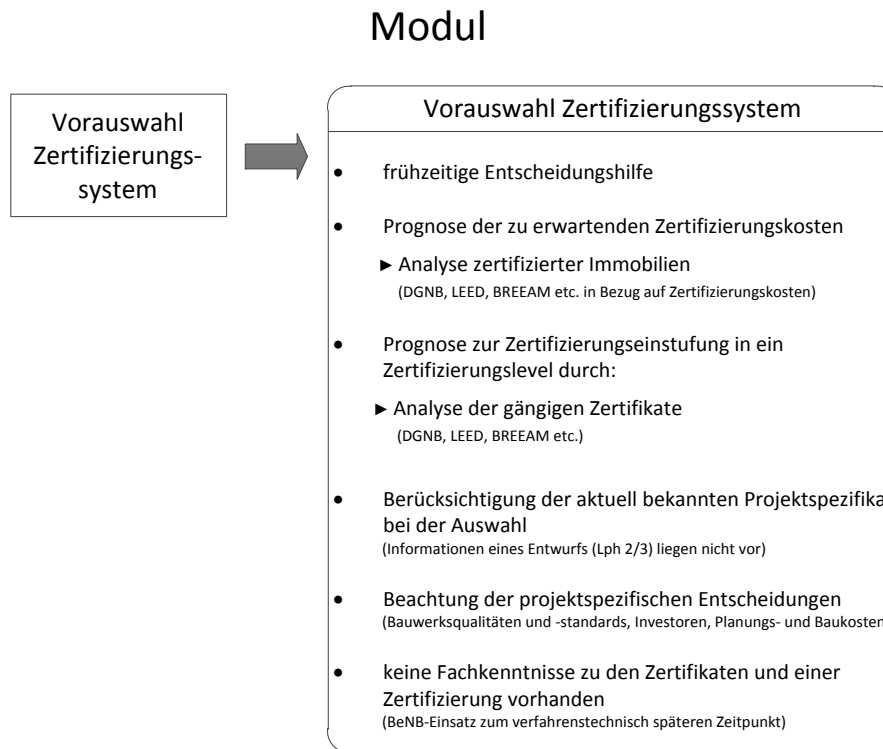 Modul
Vorauswahl
Zertifizierungs-
system
Vorauswahl Zertifizierungssystem
• frühzeitige Entscheidungshilfe
• Prognose der zu erwartenden Zertifizierungskosten
► Analyse zertifizierter Immobilien
(DGNB, LEED, BREEAM etc. in Bezug auf Zertifizierungskosten)
• Prognose zur Zertifizierungseinstufung in ein
Zertifizierungslevel durch:
► Analyse der gängigen Zertifikate
(DGNB, LEED, BREEAM etc.)
• Berücksichtigung der aktuell bekannten Projektspezifika
bei der Auswahl
(Informationen eines Entwurfs (Lph 2/3) liegen nicht vor)
• Beachtung der projektspezifischen Entscheidungen
(Bauwerksqualitäten und -standards, Investoren, Planungs- und Baukosten
• keine Fachkenntnisse zu den Zertifikaten und einer
Zertifizierung vorhanden
(BeNB-Einsatz zum verfahrenstechnisch späteren Zeitpunkt)